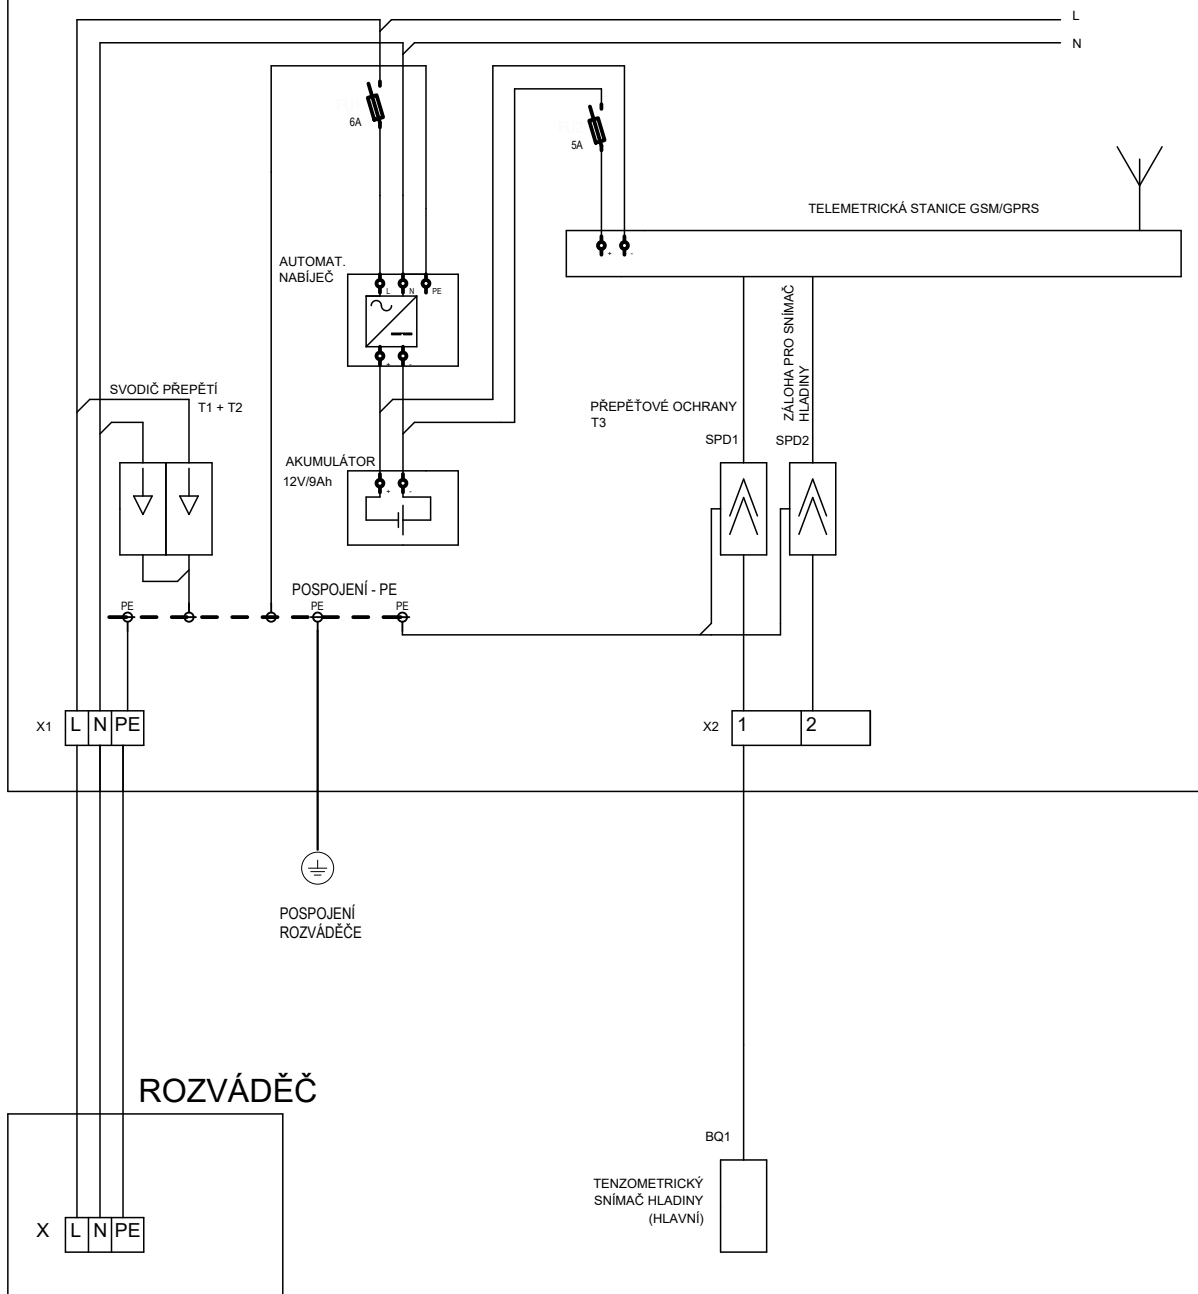 L
N
6A
5A
TELEMETRICKÁ STANICE GSM/GPRS
+
-
AUTOMAT.
NABÍJEČ
L
N
PE
+
-
ZÁLOHA PRO SNÍMAČ
HLADINY
SVODIČ PŘEPĚTÍ
T1 + T2
PŘEPĚŤOVÉ OCHRANY
T3
SPD1
SPD2
AKUMULÁTOR
12V/9Ah
+
-
POSPOJENÍ - PE
PE
PE
PE
X1
L
N
PE
X2
1
2
POSPOJENÍ
ROZVÁDĚČE
ROZVÁDĚČ
BQ1
TENZOMETRICKÝ
SNÍMAČ HLADINY
(HLAVNÍ)
X
L
N
PE